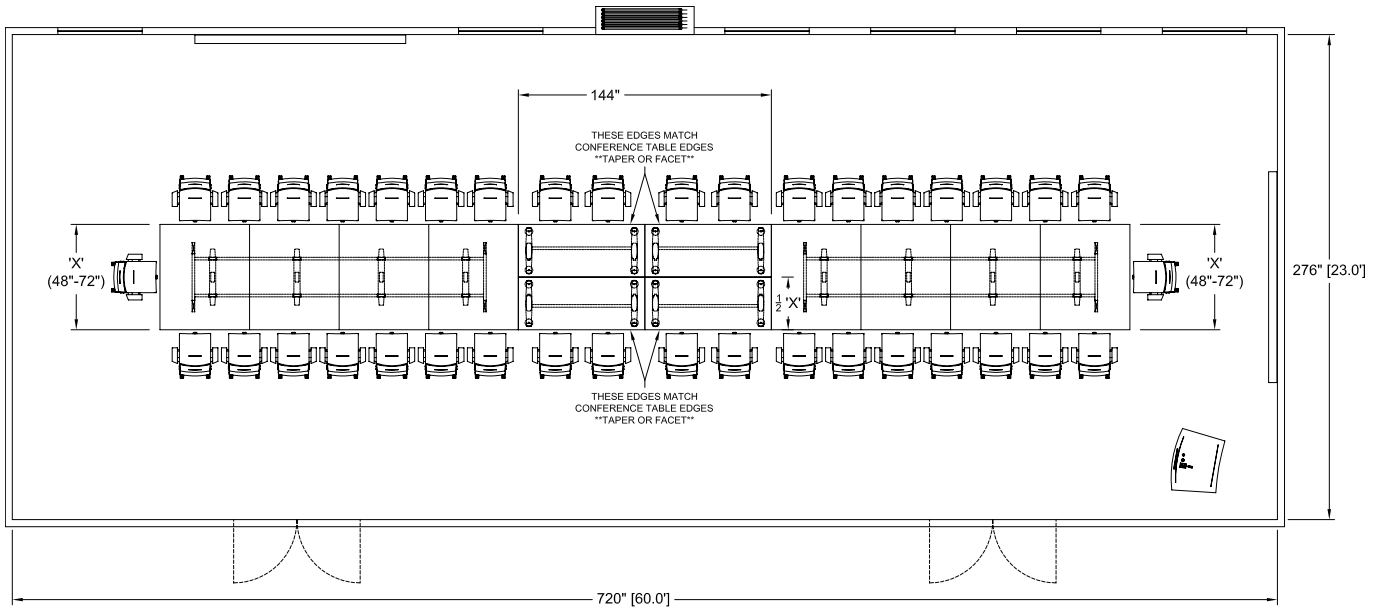 144"
THESE EDGES MATCH
CONFERENCE TABLE EDGES
**TAPER OR FACET**
'X'
(48"-72")
1/2 'X'
'X'
(48"-72")
276" [23.0']
THESE EDGES MATCH
CONFERENCE TABLE EDGES
**TAPER OR FACET**
720" [60.0']